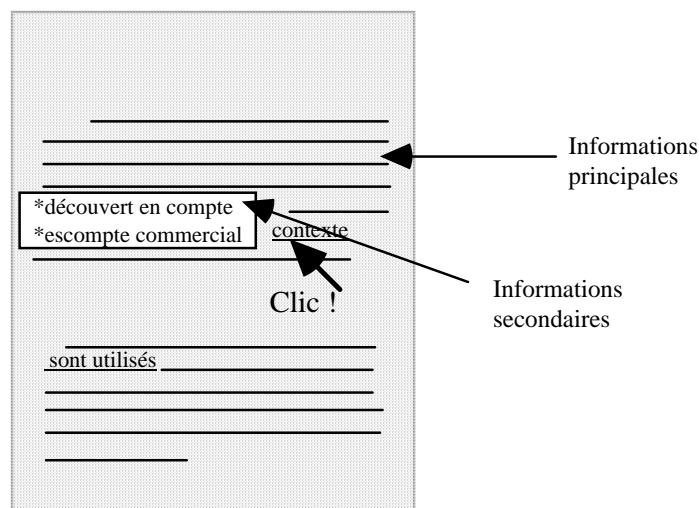 Informations
principales
*découvert en compte
*escompte commercial
contexte
Clic !
Informations
secondaires
sont utilisés